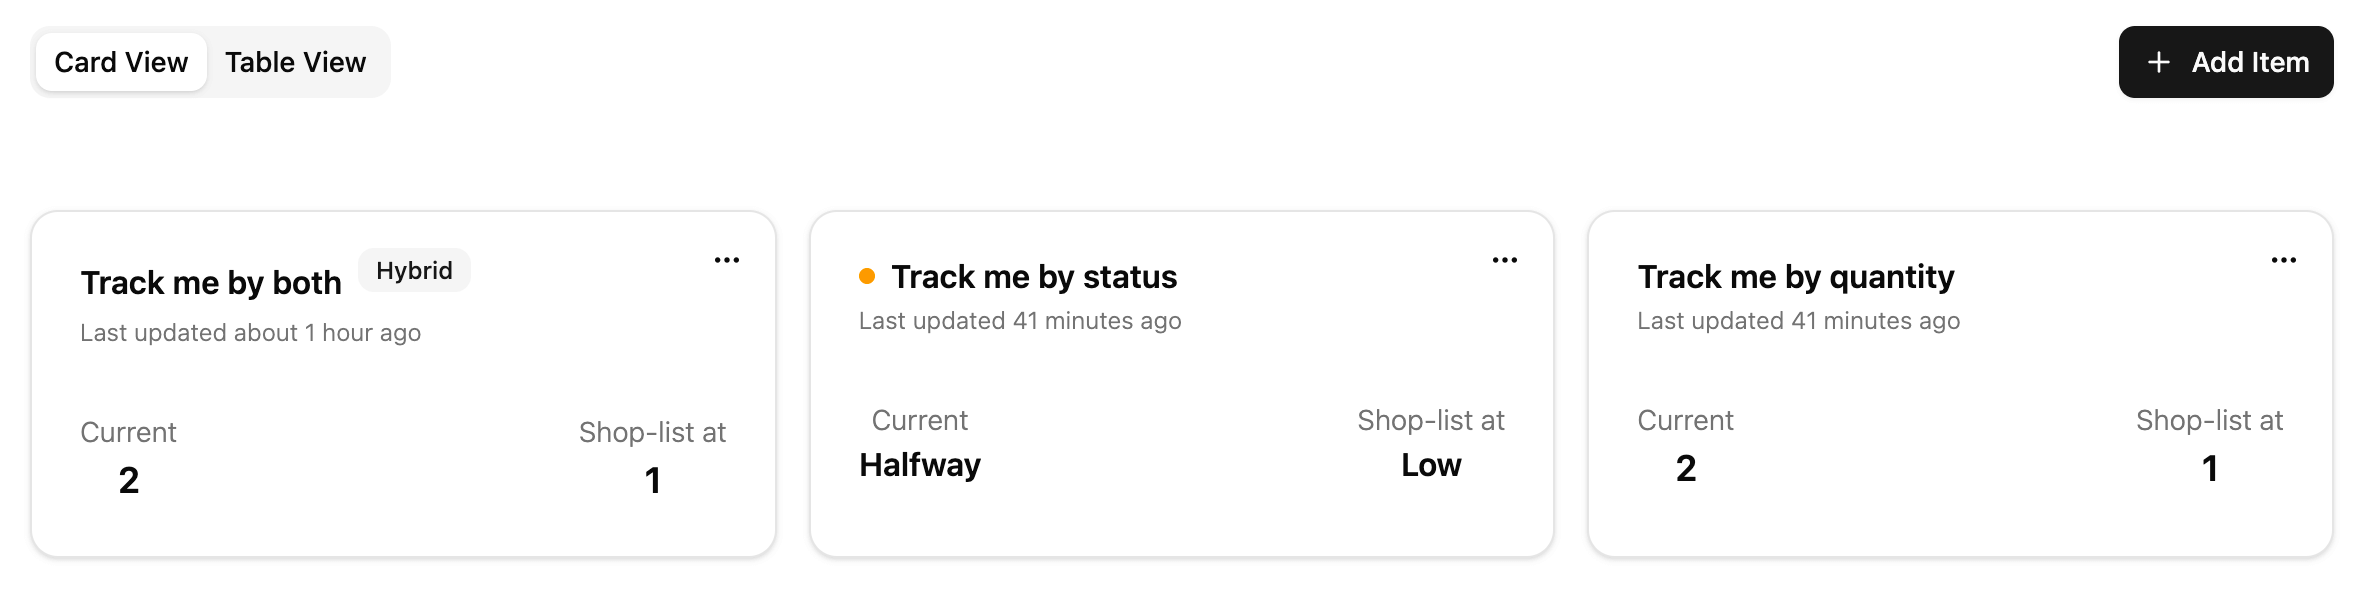 Card View Table View + Add Item
Track me by both Hybrid ...
Last updated about 1 hour ago
Current Shop-list at
2 1
Track me by status ...
Last updated 41 minutes ago
Current Shop-list at
Halfway Low
Track me by quantity ...
Last updated 41 minutes ago
Current Shop-list at
2 1